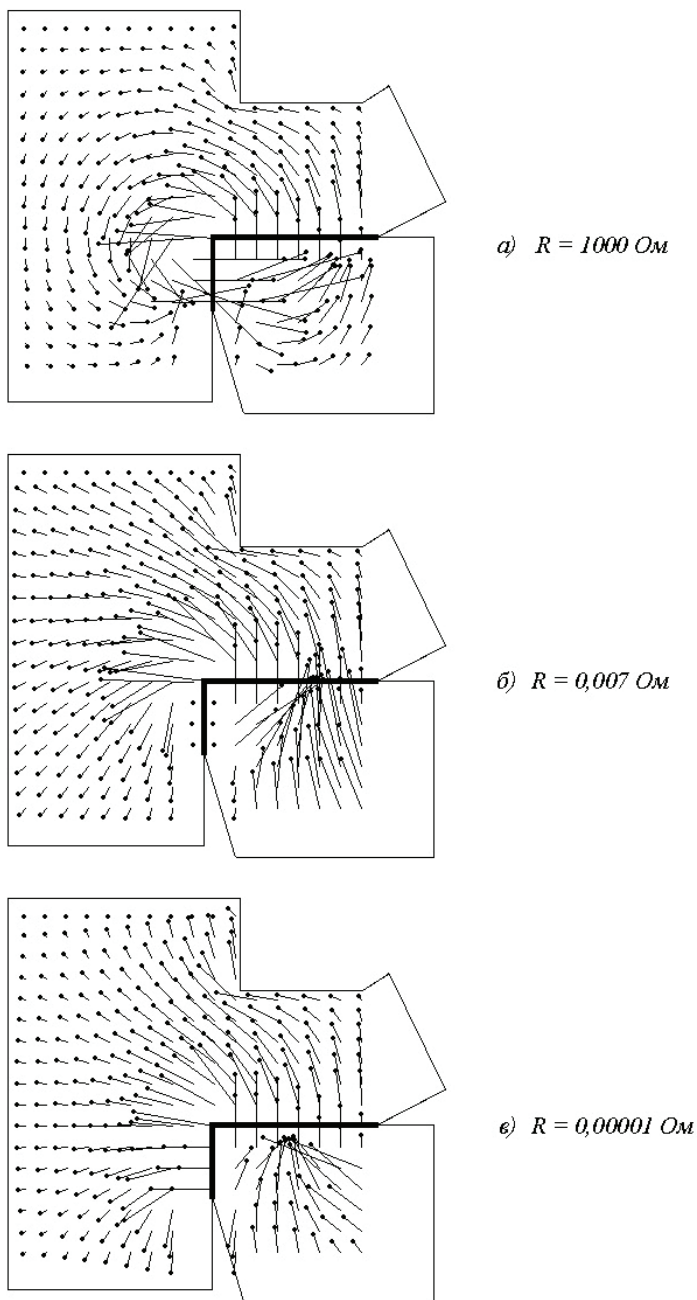 а) R = 1000 Ом
б) R = 0,007 Ом
в) R = 0,00001 Ом